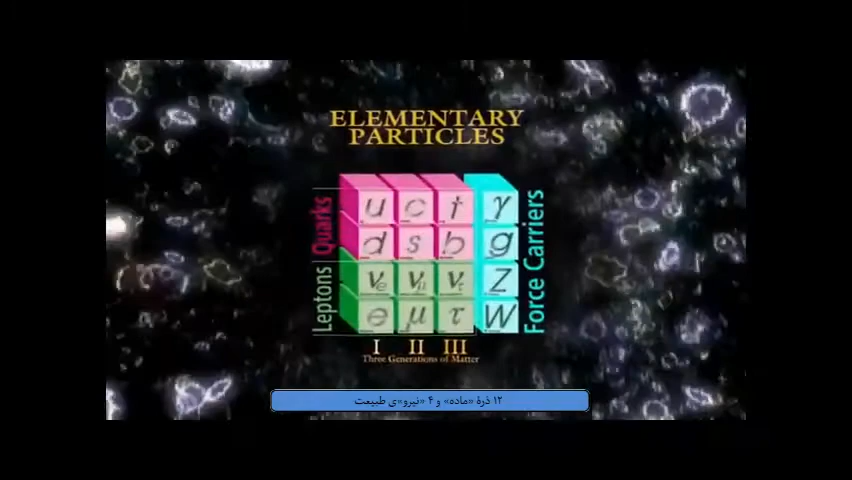 ELEMENTARY
PARTICLES
Quarks
u c t γ
d s b g
Leptons
νe νμ ντ Z
e μ τ W
Force Carriers
I II III
Three Generations of Matter
۱۲ ذرهٔ «ماده» و ۴ «نیرو»ی طبیعت